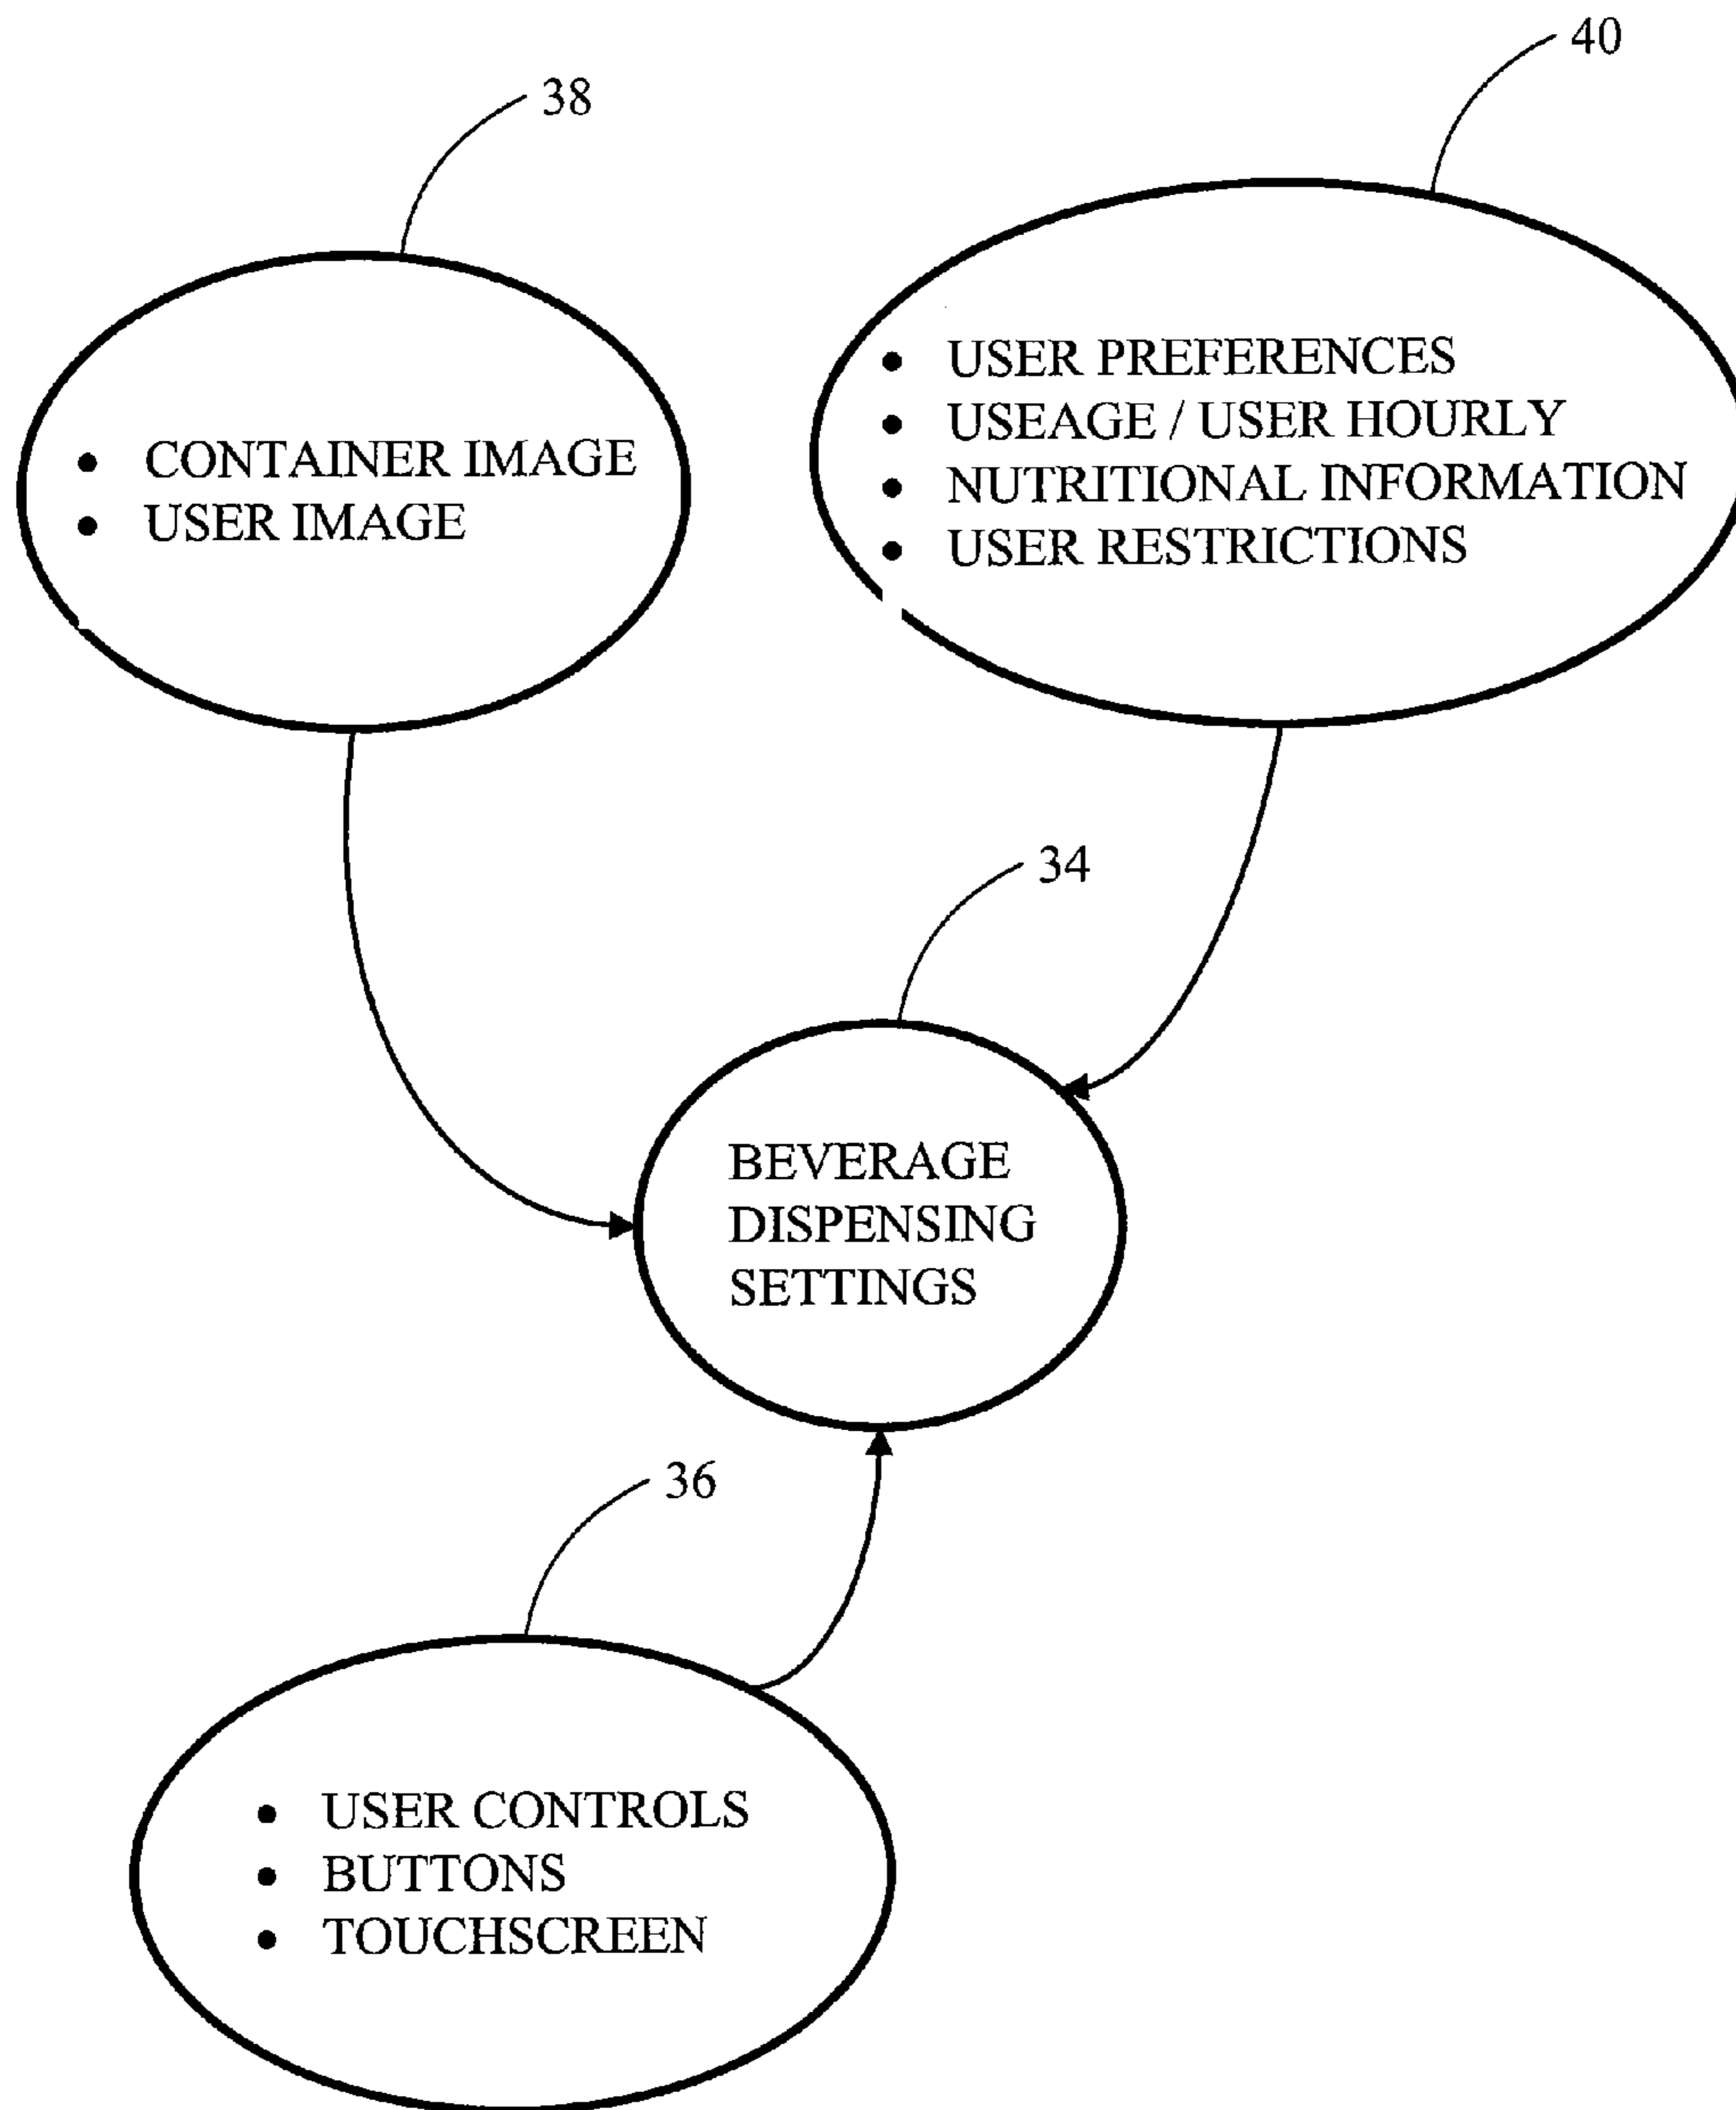 40
38
• USER PREFERENCES
• USEAGE / USER HOURLY
• NUTRITIONAL INFORMATION
• USER RESTRICTIONS
• CONTAINER IMAGE
• USER IMAGE
34
BEVERAGE
DISPENSING
SETTINGS
36
• USER CONTROLS
• BUTTONS
• TOUCHSCREEN